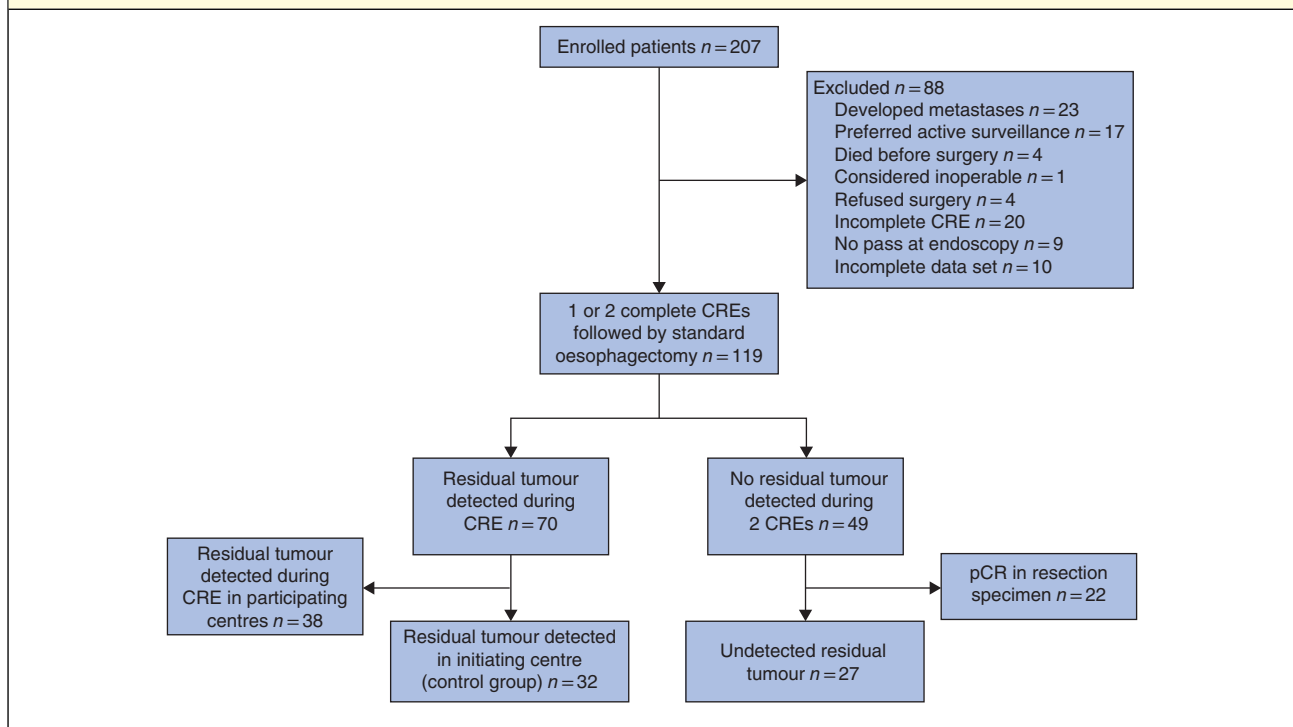 Enrolled patients n = 207
Excluded n = 88
Developed metastases n = 23
Preferred active surveillance n = 17
Died before surgery n = 4
Considered inoperable n = 1
Refused surgery n = 4
Incomplete CRE n = 20
No pass at endoscopy n = 9
Incomplete data set n = 10
1 or 2 complete CREs
followed by standard
oesophagectomy n = 119
Residual tumour
detected during
CRE n = 70
No residual tumour
detected during
2 CREs n = 49
Residual tumour
detected during
CRE in participating
centres n = 38
Residual tumour detected
in initiating centre
(control group) n = 32
pCR in resection
specimen n = 22
Undetected residual
tumour n = 27